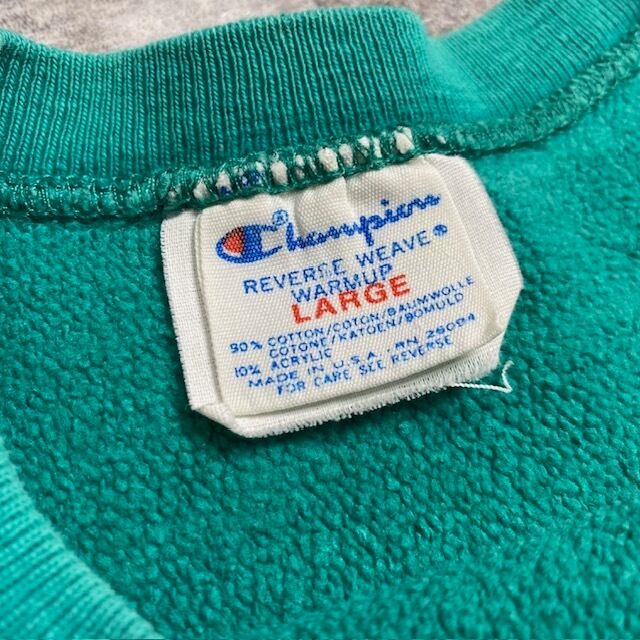 Champion®
REVERSE WEAVE®
WARMUP
LARGE
90% COTTON/COTON/BAUMWOLLE
COTONE/KATOEN/BOMULD
10% ACRYLIC
MADE IN U.S.A. RN 26094
FOR CARE SEE REVERSE